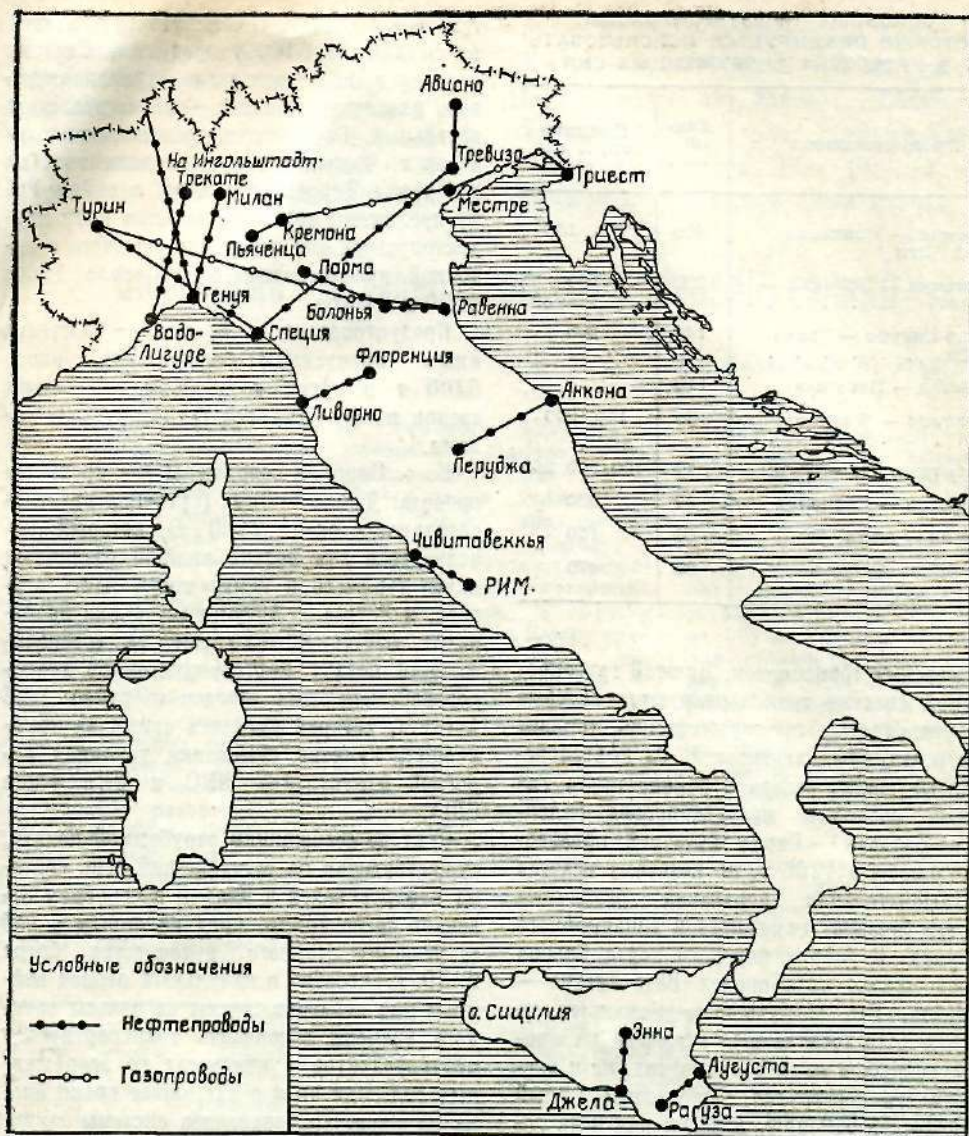 Авиано
Тревизо
Триест
На Ингольштадт
Трекате
Милан
Турин
Местре
Кремона
Пьяченца
Парма
Генуя
Болонья
Равенна
Вадо-
Лигуре
Специя
Флоренция
Анкона
Ливорно
Перуджа
Чивитавеккья
РИМ
Условные обозначения
Нефтепроводы
Газопроводы
о. Сицилия
Энна
Аугуста
Джела
Рагуза